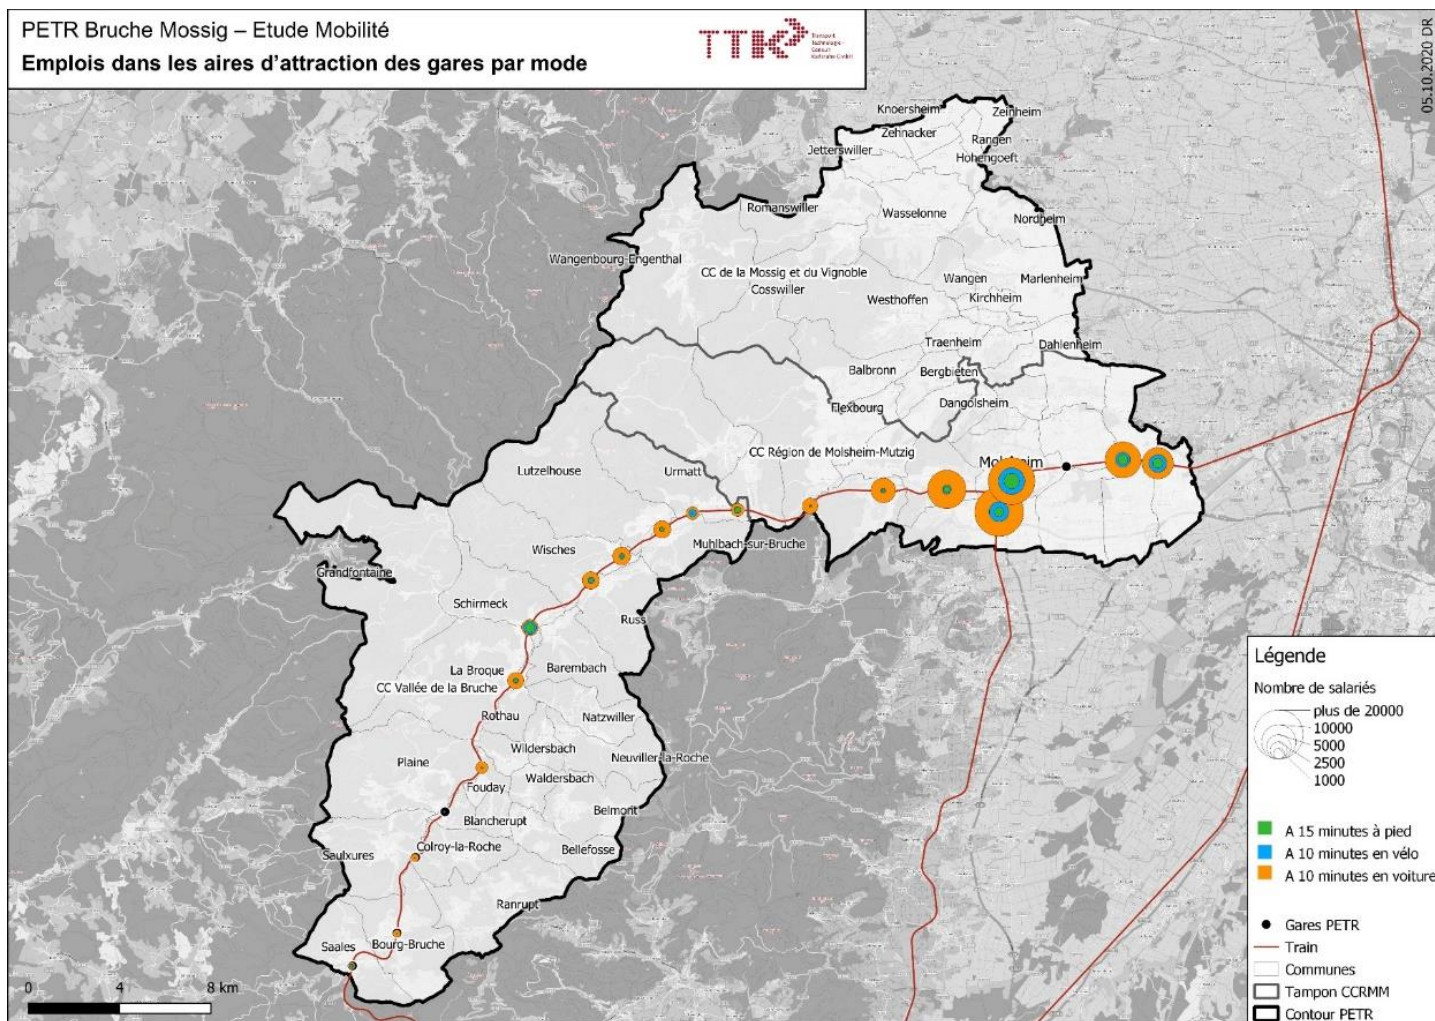 PETR Bruche Mossig – Etude Mobilité
Emplois dans les aires d'attraction des gares par mode
TTK
Transport
Technologie-
Consult
Karlsruhe GmbH
05.10.2020 DR
Knoersheim
Zeinheim
Zehnacker
Rangen
Jetterswiller
Hohengoeft
Romanswiller
Wasselonne
Nordheim
Wangenbourg-Engenthal
CC de la Mossig et du Vignoble
Cosswiller
Wangen
Marlenheim
Westhoffen
Kirchheim
Traenheim
Dahlenheim
Balbronn
Bergbieten
Flexbourg
Dangolsheim
CC Région de Molsheim-Mutzig
Lutzelhouse
Urmatt
Wisches
Muhlbach-sur-Bruche
Grandfontaine
Schirmeck
Russ
La Broque
Barembach
CC Vallée de la Bruche
Rothau
Natzwiller
Wildersbach
Neuviller-la-Roche
Plaine
Waldersbach
Fouday
Belmont
Blancherupt
Saulxures
Colroy-la-Roche
Bellefosse
Ranrupt
Saales
Bourg-Bruche
0 4 8 km
Légende
Nombre de salariés
plus de 20000
10000
5000
2500
1000
A 15 minutes à pied
A 10 minutes en vélo
A 10 minutes en voiture
Gares PETR
Train
Communes
Tampon CCRMM
Contour PETR